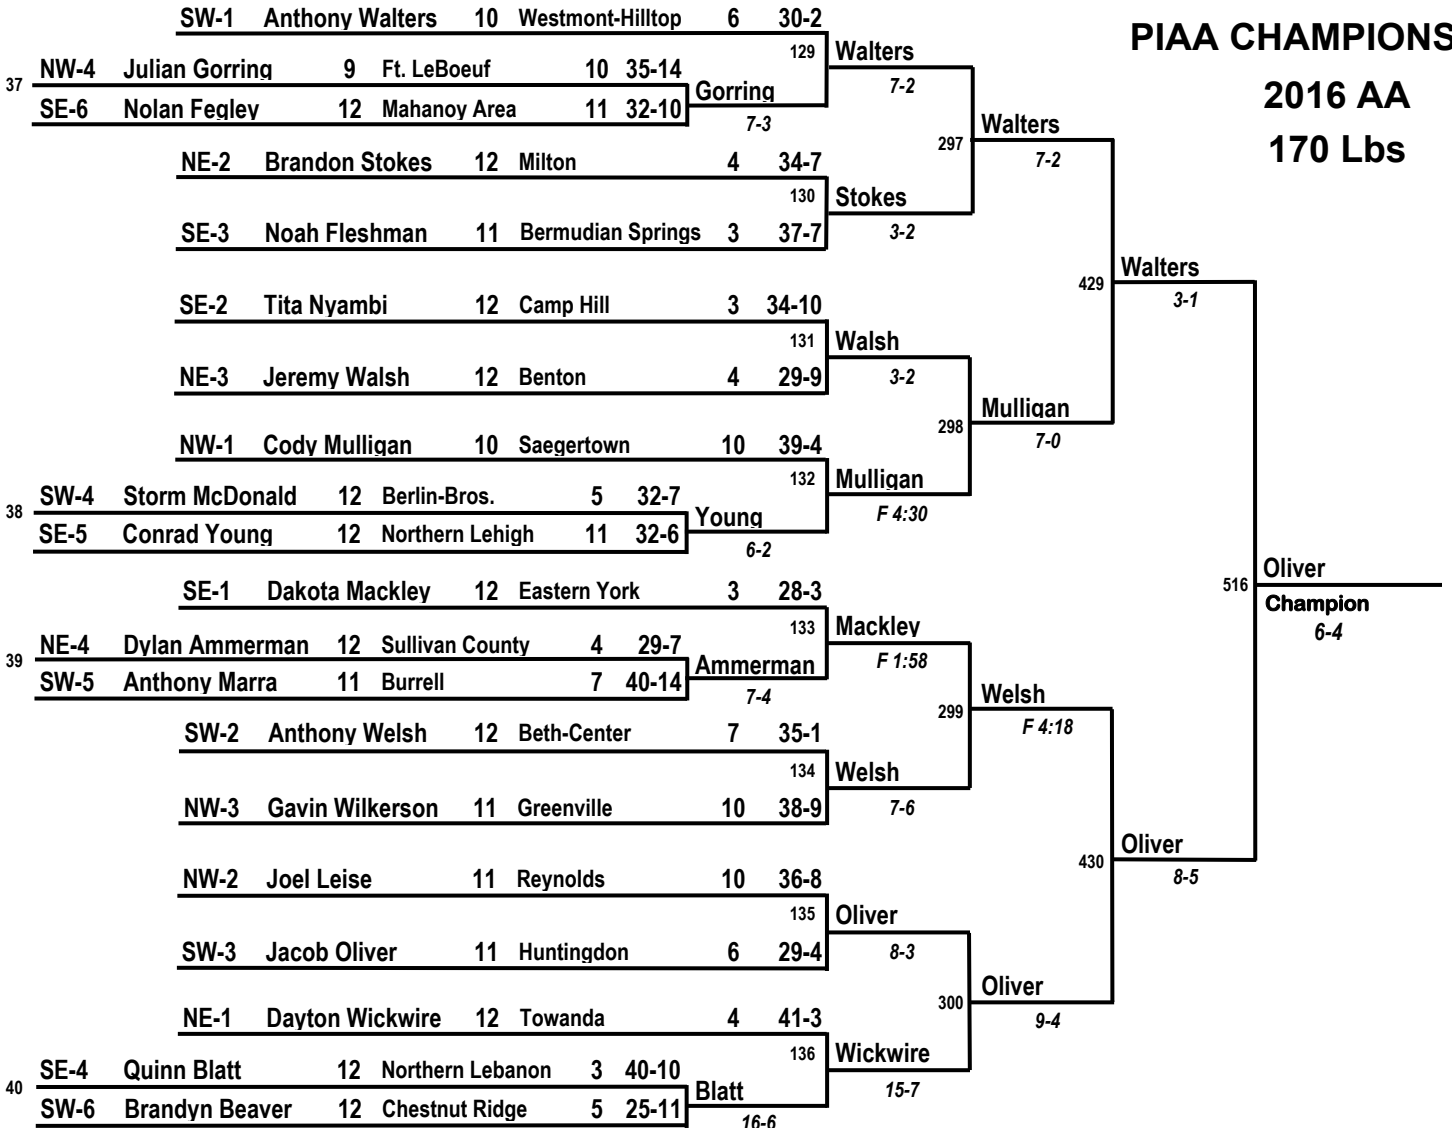 PIAA CHAMPIONS
2016 AA
170 Lbs
SW-1 Anthony Walters 10 Westmont-Hilltop 6 30-2
129 Walters
7-2
37 NW-4 Julian Gorring 9 Ft. LeBoeuf 10 35-14
SE-6 Nolan Fegley 12 Mahanoy Area 11 32-10
Gorring
7-3
297 Walters
7-2
NE-2 Brandon Stokes 12 Milton 4 34-7
130 Stokes
3-2
SE-3 Noah Fleshman 11 Bermudian Springs 3 37-7
429 Walters
3-1
SE-2 Tita Nyambi 12 Camp Hill 3 34-10
131 Walsh
3-2
NE-3 Jeremy Walsh 12 Benton 4 29-9
298 Mulligan
7-0
NW-1 Cody Mulligan 10 Saegertown 10 39-4
132 Mulligan
F 4:30
38 SW-4 Storm McDonald 12 Berlin-Bros. 5 32-7
SE-5 Conrad Young 12 Northern Lehigh 11 32-6
Young
6-2
516 Oliver
Champion
6-4
SE-1 Dakota Mackley 12 Eastern York 3 28-3
133 Mackley
F 1:58
39 NE-4 Dylan Ammerman 12 Sullivan County 4 29-7
SW-5 Anthony Marra 11 Burrell 7 40-14
Ammerman
7-4
299 Welsh
F 4:18
SW-2 Anthony Welsh 12 Beth-Center 7 35-1
134 Welsh
7-6
NW-3 Gavin Wilkerson 11 Greenville 10 38-9
430 Oliver
8-5
NW-2 Joel Leise 11 Reynolds 10 36-8
135 Oliver
8-3
SW-3 Jacob Oliver 11 Huntingdon 6 29-4
300 Oliver
9-4
NE-1 Dayton Wickwire 12 Towanda 4 41-3
136 Wickwire
15-7
40 SE-4 Quinn Blatt 12 Northern Lebanon 3 40-10
SW-6 Brandyn Beaver 12 Chestnut Ridge 5 25-11
Blatt
16-6